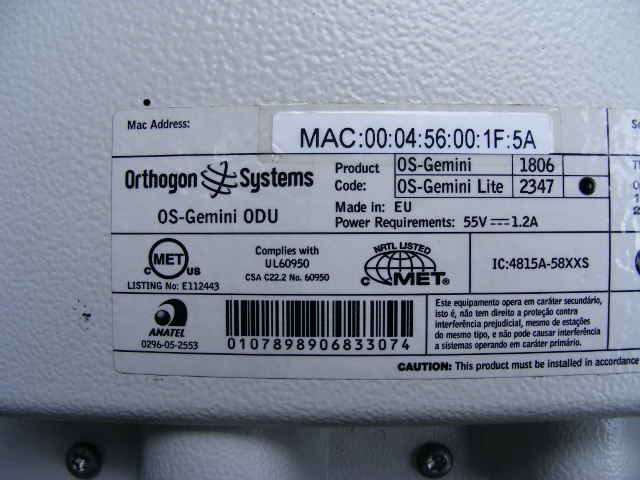 Mac Address:
MAC:00:04:56:00:1F:5A
Se
Orthogon Systems
OS-Gemini ODU
Product OS-Gemini 1806
Code: OS-Gemini Lite 2347
Made in: EU
Power Requirements: 55V 1.2A
C MET US
LISTING No: E112443
Complies with
UL60950
CSA C22.2 No. 60950
NRTL LISTED
C MET®
IC:4815A-58XXS
ANATEL
0296-05-2553
0107898906833074
Este equipamento opera em caráter secundário,
isto é, não tem direito a proteção contra
interferência prejudicial, mesmo de estações
do mesmo tipo, e não pode causar interferência
a sistemas operando em caráter primário.
CAUTION: This product must be installed in accordance